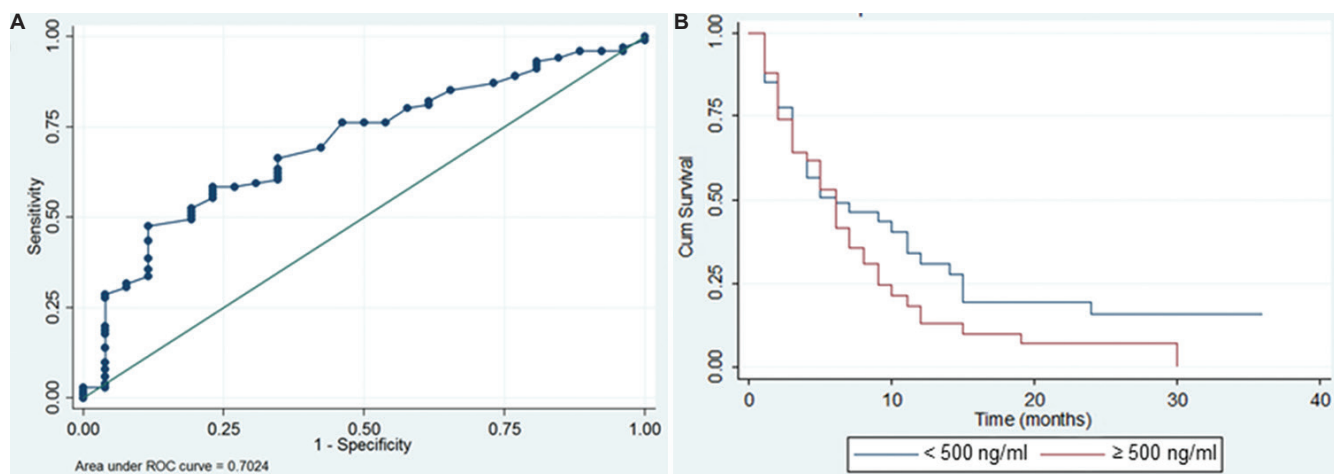 A
1.00
0.75
0.50
0.25
0.00
Sensitivity
0.00
0.25
0.50
0.75
1.00
1 - Specificity
Area under ROC curve = 0.7024
B
1.00
0.75
0.50
0.25
0.00
Cum Survival
0
10
20
30
40
Time (months)
< 500 ng/ml
≥ 500 ng/ml